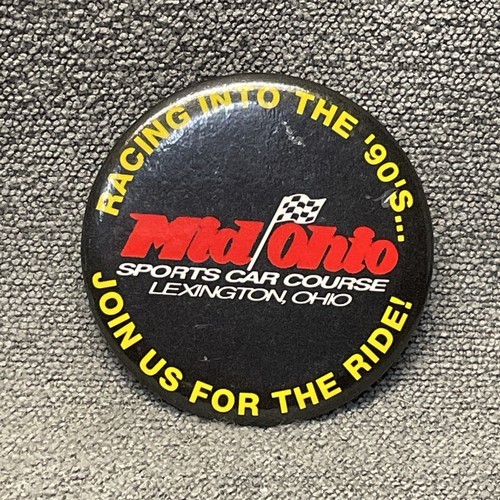 RACING INTO THE '90'S...
Mid Ohio
SPORTS CAR COURSE
LEXINGTON, OHIO
JOIN US FOR THE RIDE!